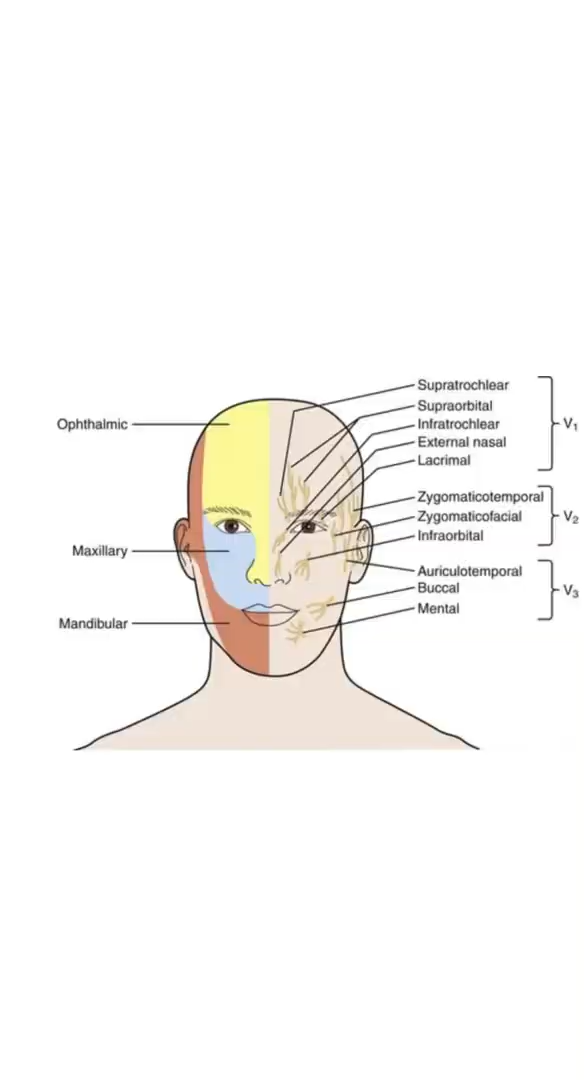 Ophthalmic
Maxillary
Mandibular
Supratrochlear
Supraorbital
Infratrochlear
External nasal
Lacrimal
V1
Zygomaticotemporal
Zygomaticofacial
Infraorbital
V2
Auriculotemporal
Buccal
Mental
V3